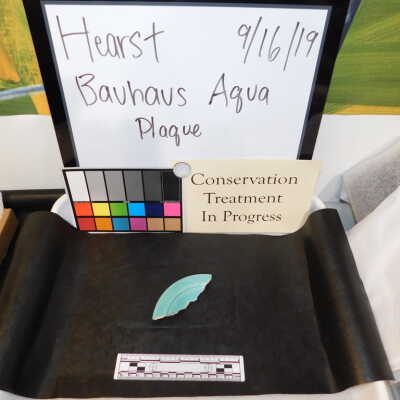 Hearst 9/16/19
Bauhaus Aqua
Plaque
Conservation
Treatment
In Progress